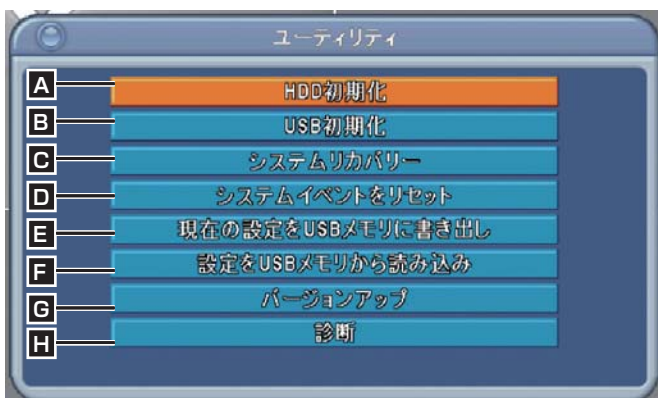 ユーティリティ
A HDD初期化
B USB初期化
C システムリカバリー
D システムイベントをリセット
E 現在の設定をUSBメモリに書き出し
F 設定をUSBメモリから読み込み
G バージョンアップ
H 診断